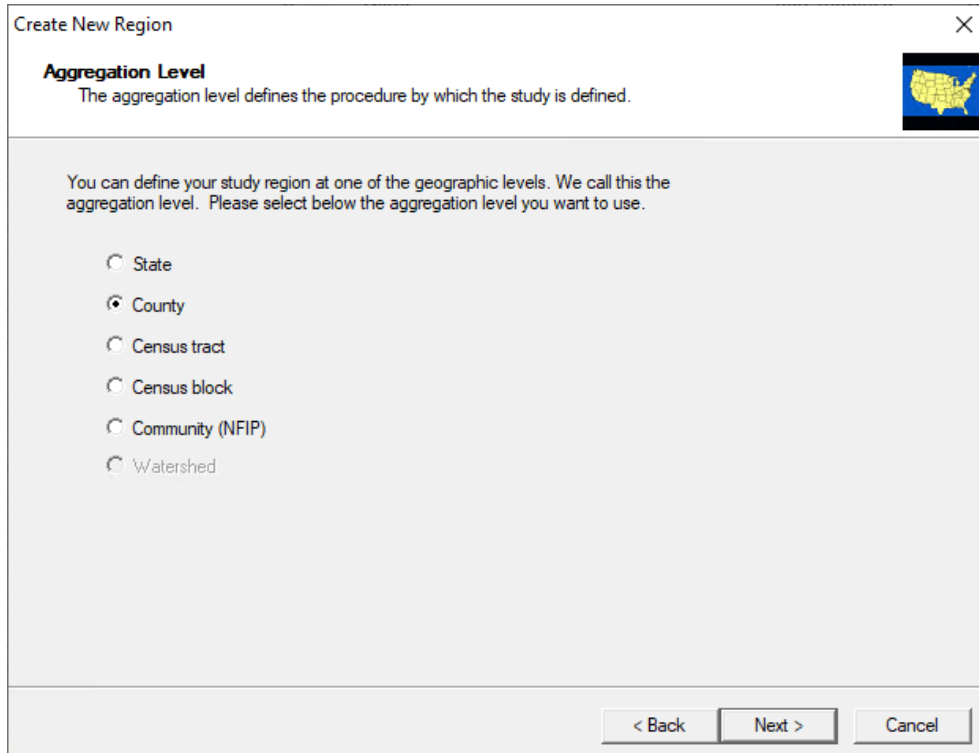 Create New Region
Aggregation Level
The aggregation level defines the procedure by which the study is defined.
You can define your study region at one of the geographic levels. We call this the
aggregation level.  Please select below the aggregation level you want to use.
State
County
Census tract
Census block
Community (NFIP)
Watershed
< Back
Next >
Cancel